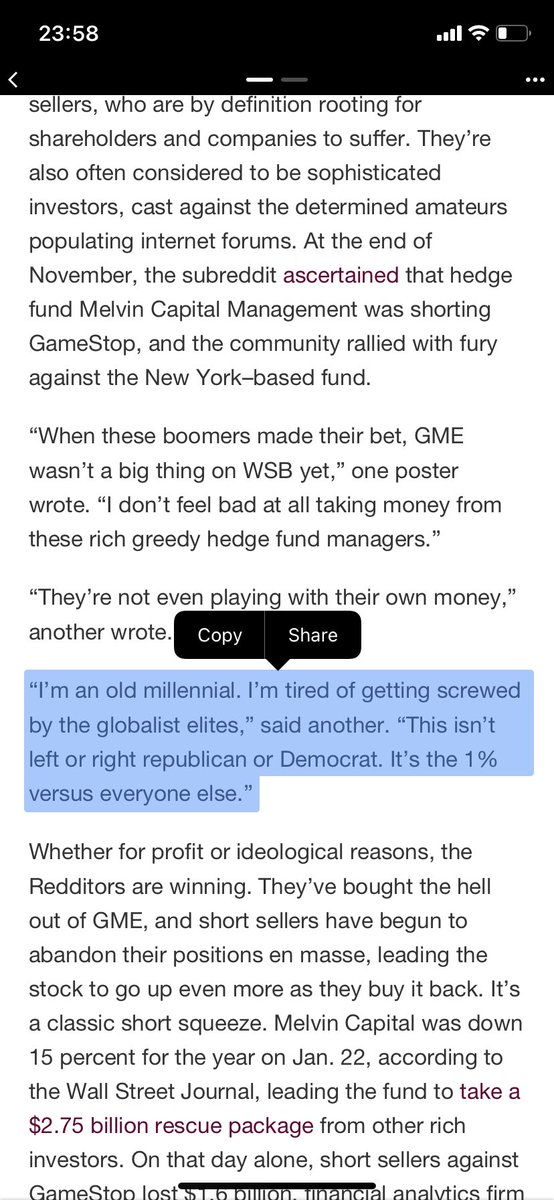 23:58
sellers, who are by definition rooting for
shareholders and companies to suffer. They’re
also often considered to be sophisticated
investors, cast against the determined amateurs
populating internet forums. At the end of
November, the subreddit ascertained that hedge
fund Melvin Capital Management was shorting
GameStop, and the community rallied with fury
against the New York–based fund.
“When these boomers made their bet, GME
wasn’t a big thing on WSB yet,” one poster
wrote. “I don’t feel bad at all taking money from
these rich greedy hedge fund managers.”
“They’re not even playing with their own money,”
another wrote.
Copy Share
“I’m an old millennial. I’m tired of getting screwed
by the globalist elites,” said another. “This isn’t
left or right republican or Democrat. It’s the 1%
versus everyone else.”
Whether for profit or ideological reasons, the
Redditors are winning. They’ve bought the hell
out of GME, and short sellers have begun to
abandon their positions en masse, leading the
stock to go up even more as they buy it back. It’s
a classic short squeeze. Melvin Capital was down
15 percent for the year on Jan. 22, according to
the Wall Street Journal, leading the fund to take a
$2.75 billion rescue package from other rich
investors. On that day alone, short sellers against
GameStop lost $1.6 billion, financial analytics firm